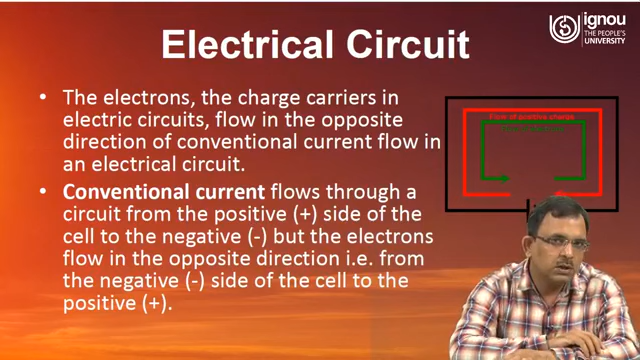 ignou
THE PEOPLE'S
UNIVERSITY
Electrical Circuit
• The electrons, the charge carriers in
electric circuits, flow in the opposite
direction of conventional current flow in
an electrical circuit.
• Conventional current flows through a
circuit from the positive (+) side of the
cell to the negative (-) but the electrons
flow in the opposite direction i.e. from
the negative (-) side of the cell to the
positive (+).
Flow of positive charge